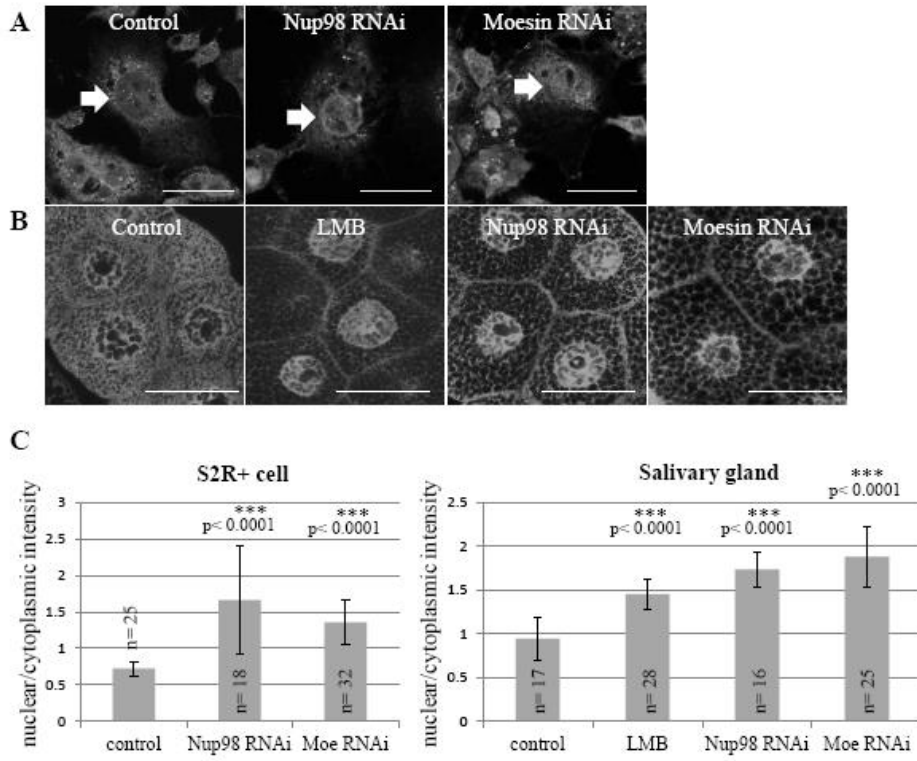 A
Control
Nup98 RNAi
Moesin RNAi
B
Control
LMB
Nup98 RNAi
Moesin RNAi
C
S2R+ cell
nuclear/cytoplasmic intensity
3
2.5
2
1.5
1
0.5
0
n= 25
***
p< 0.0001
n= 18
***
p< 0.0001
n= 32
control
Nup98 RNAi
Moe RNAi
Salivary gland
nuclear/cytoplasmic intensity
2.5
2
1.5
1
0.5
0
n= 17
***
p< 0.0001
n= 28
***
p< 0.0001
n= 16
***
p< 0.0001
n= 25
control
LMB
Nup98 RNAi
Moe RNAi